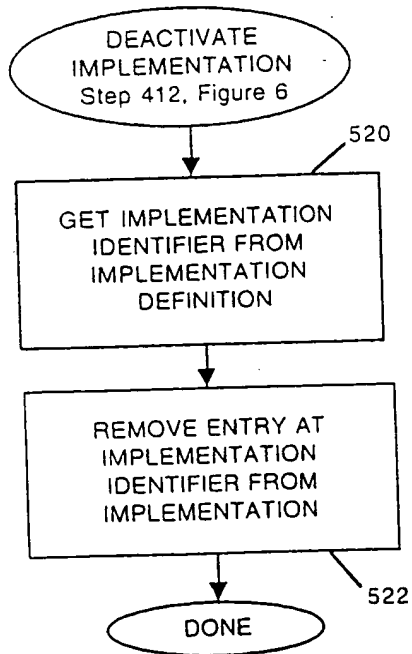 DEACTIVATE
IMPLEMENTATION
Step 412, Figure 6
520
GET IMPLEMENTATION
IDENTIFIER FROM
IMPLEMENTATION
DEFINITION
REMOVE ENTRY AT
IMPLEMENTATION
IDENTIFIER FROM
IMPLEMENTATION
522
DONE